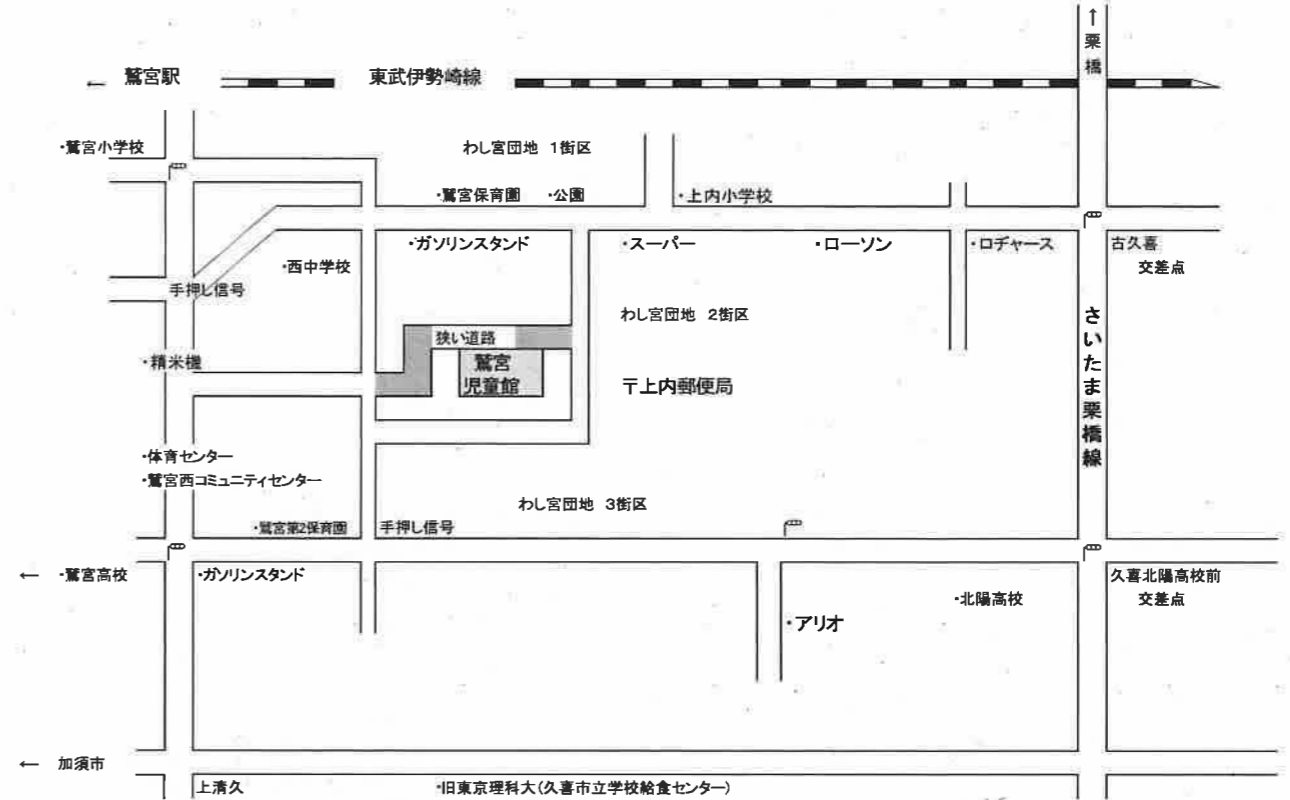 ↑
栗
橋
← 鷲宮駅
東武伊勢崎線
・鷲宮小学校
わし宮団地 1街区
・鷲宮保育園 ・公園
・上内小学校
・ガソリンスタンド
・スーパー
・ローソン
・ロヂャース
古久喜
交差点
・西中学校
手押し信号
わし宮団地 2街区
さいたま栗橋線
狭い道路
・精米機
鷲宮
児童館
〒上内郵便局
・体育センター
・鷲宮西コミュニティセンター
わし宮団地 3街区
・鷲宮第2保育園
手押し信号
← ・鷲宮高校
・ガソリンスタンド
久喜北陽高校前
交差点
・北陽高校
・アリオ
← 加須市
上清久
・旧東京理科大(久喜市立学校給食センター)